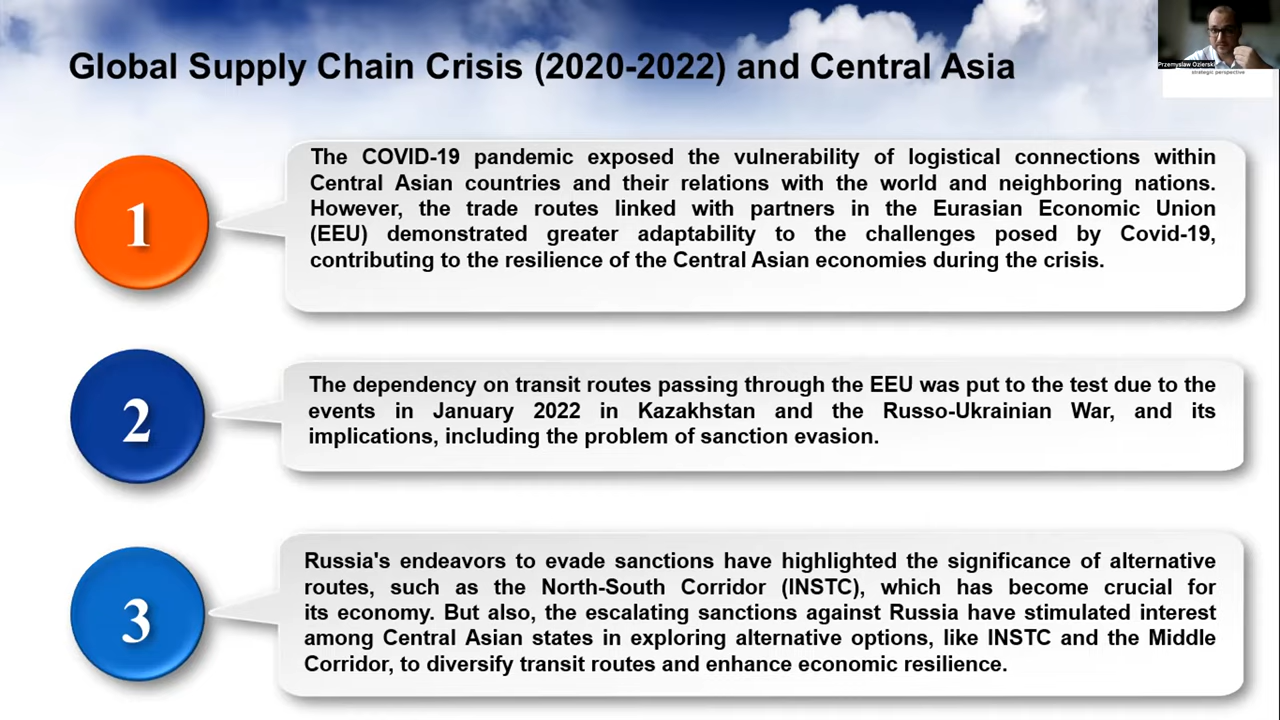 Global Supply Chain Crisis (2020-2022) and Central Asia
Przemyslaw Ozierski
strategic perspective
1
The COVID-19 pandemic exposed the vulnerability of logistical connections within
Central Asian countries and their relations with the world and neighboring nations.
However, the trade routes linked with partners in the Eurasian Economic Union
(EEU) demonstrated greater adaptability to the challenges posed by Covid-19,
contributing to the resilience of the Central Asian economies during the crisis.
2
The dependency on transit routes passing through the EEU was put to the test due to the
events in January 2022 in Kazakhstan and the Russo-Ukrainian War, and its
implications, including the problem of sanction evasion.
3
Russia's endeavors to evade sanctions have highlighted the significance of alternative
routes, such as the North-South Corridor (INSTC), which has become crucial for
its economy. But also, the escalating sanctions against Russia have stimulated interest
among Central Asian states in exploring alternative options, like INSTC and the Middle
Corridor, to diversify transit routes and enhance economic resilience.